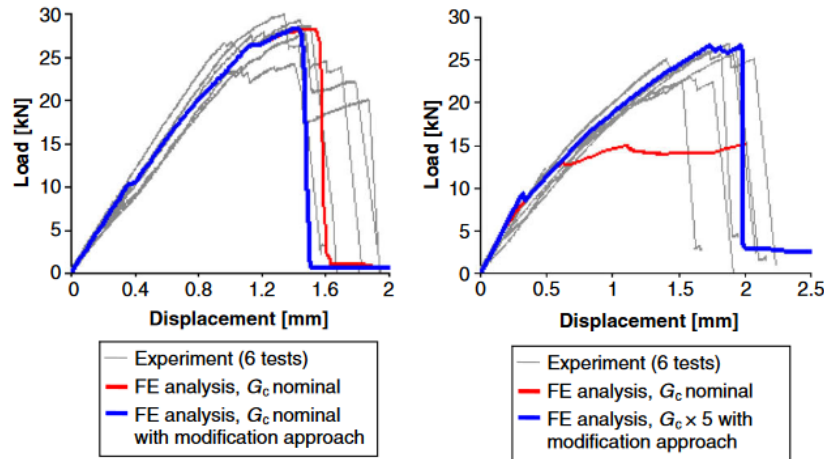 30
25
20
15
10
5
0
Load [kN]
0 0.4 0.8 1.2 1.6 2
Displacement [mm]
Experiment (6 tests)
FE analysis, Gc nominal
FE analysis, Gc nominal
with modification approach
30
25
20
15
10
5
0
Load [kN]
0 0.5 1 1.5 2 2.5
Displacement [mm]
Experiment (6 tests)
FE analysis, Gc nominal
FE analysis, Gc × 5 with
modification approach